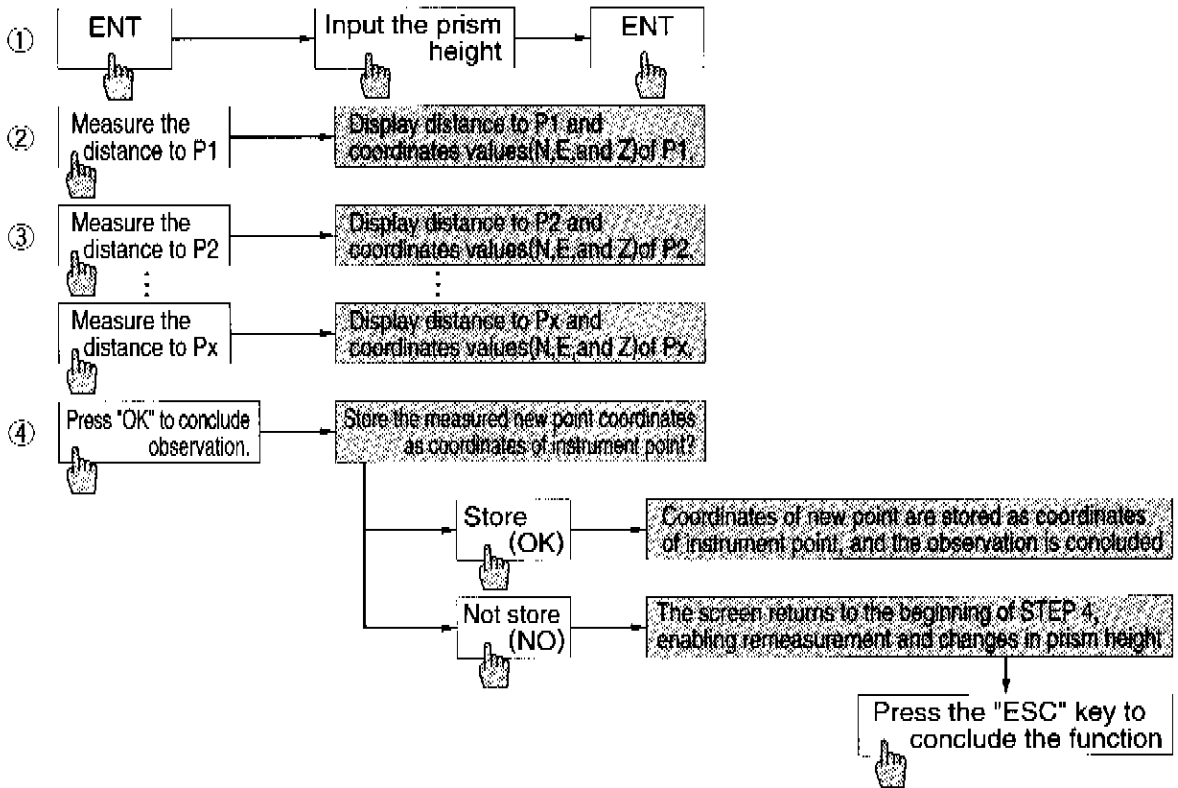 ①
ENT
Input the prism
height
ENT
②
Measure the
distance to P1
Display distance to P1 and
coordinates values(N,E,and Z)of P1.
③
Measure the
distance to P2
Display distance to P2 and
coordinates values(N,E,and Z)of P2.
Measure the
distance to Px
Display distance to Px and
coordinates values(N,E,and Z)of Px.
④
Press "OK" to conclude
observation.
Store the measured new point coordinates
as coordinates of instrument point?
Store
(OK)
Coordinates of new point are stored as coordinates
of instrument point, and the observation is concluded
Not store
(NO)
The screen returns to the beginning of STEP 4,
enabling remeasurement and changes in prism height
Press the "ESC" key to
conclude the function